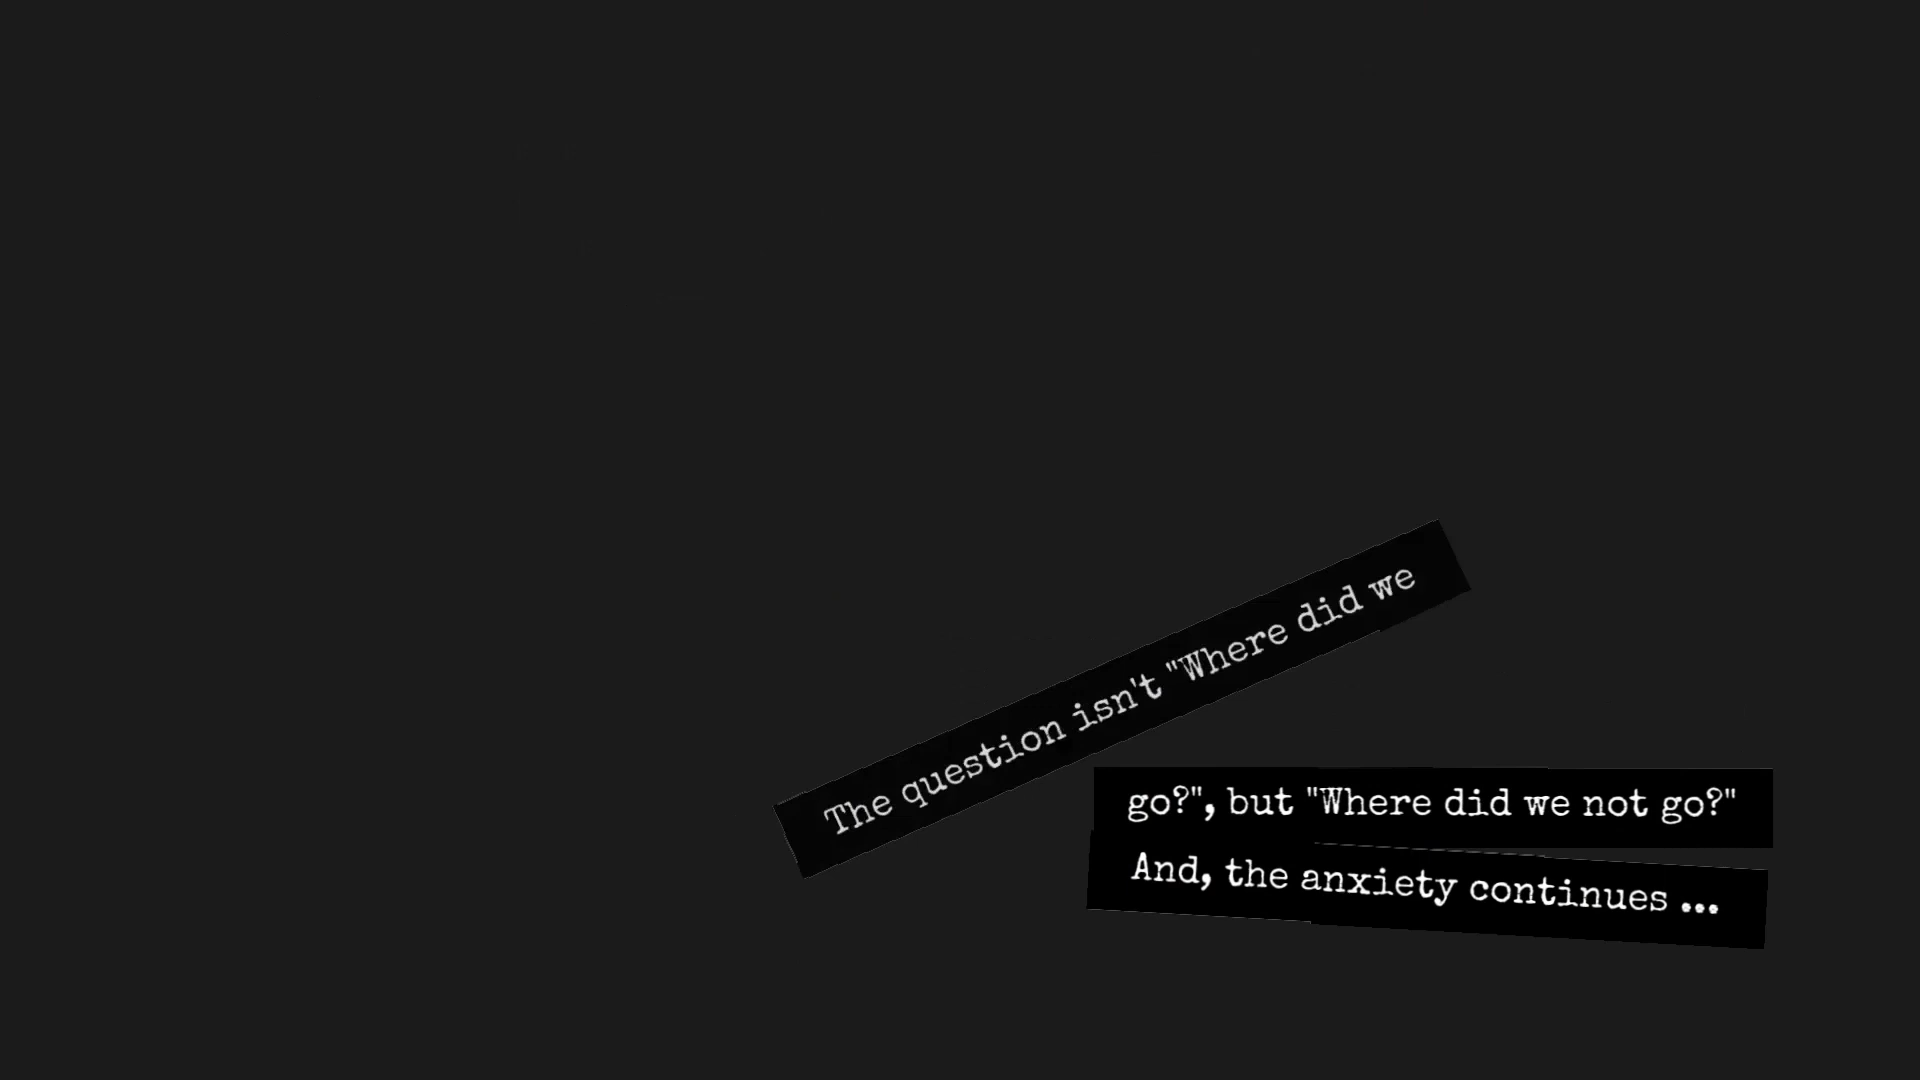 The question isn't "Where did we
go?", but "Where did we not go?"
And, the anxiety continues ...